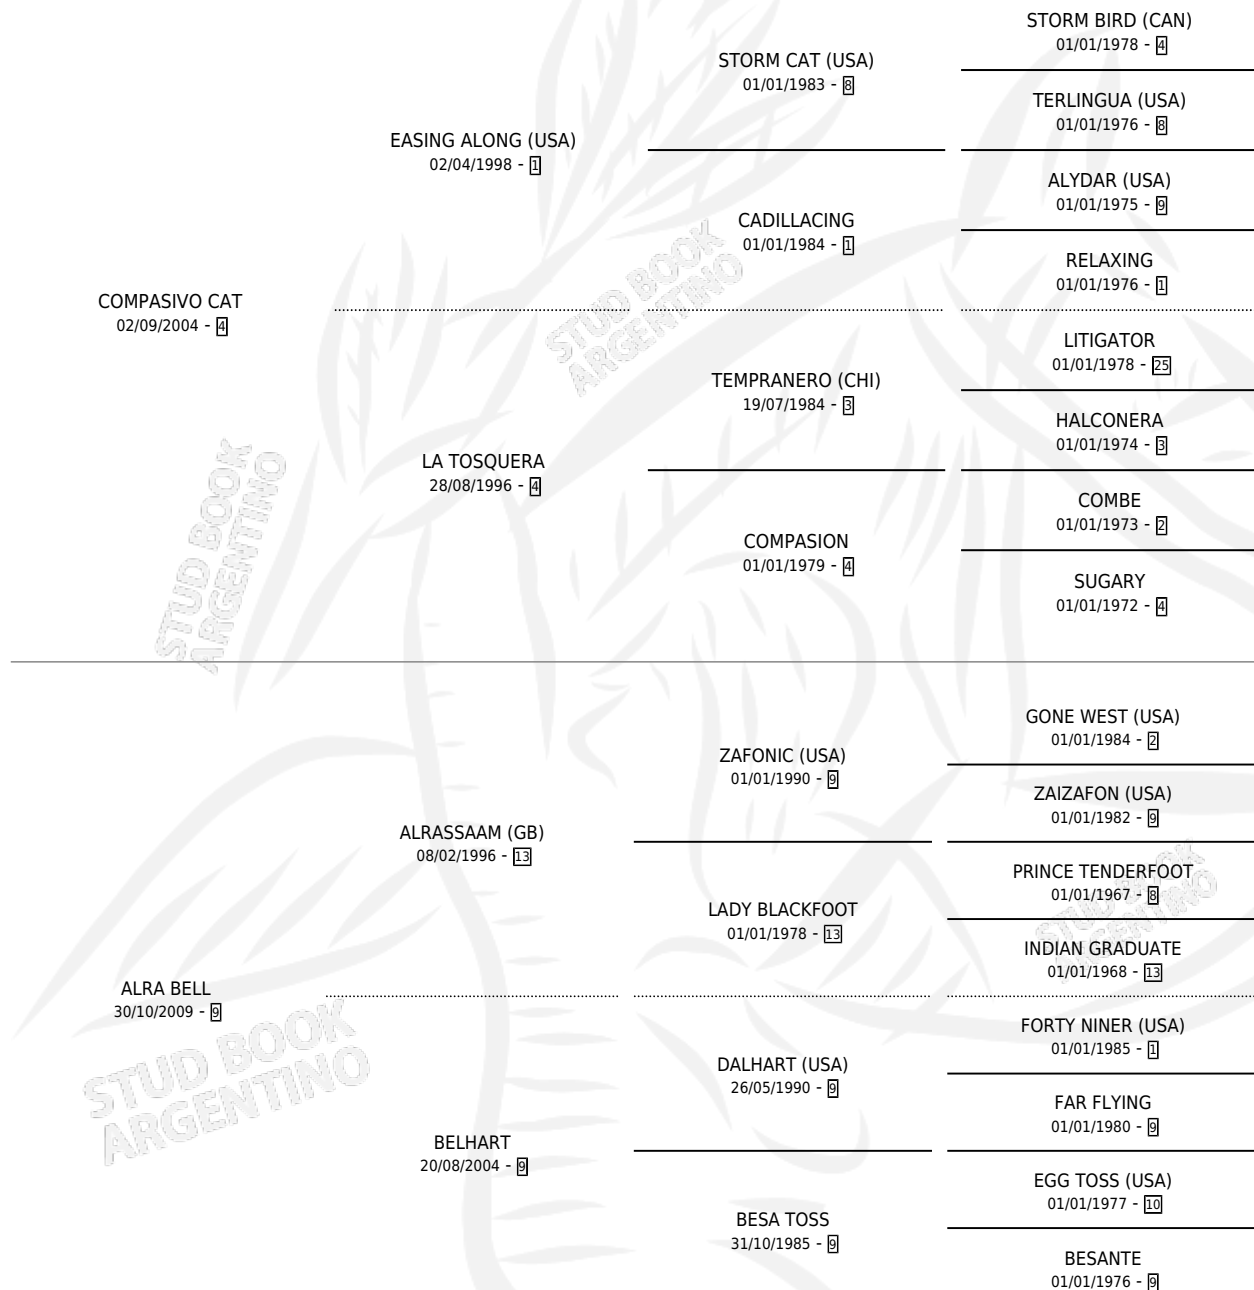 STORM BIRD (CAN)
01/01/1978 - 4
STORM CAT (USA)
01/01/1983 - 8
TERLINGUA (USA)
01/01/1976 - 8
EASING ALONG (USA)
02/04/1998 - 1
ALYDAR (USA)
01/01/1975 - 9
CADILLACING
01/01/1984 - 1
RELAXING
01/01/1976 - 1
COMPASIVO CAT
02/09/2004 - 4
LITIGATOR
01/01/1978 - 25
TEMPRANERO (CHI)
19/07/1984 - 3
HALCONERA
01/01/1974 - 3
LA TOSQUERA
28/08/1996 - 4
COMBE
01/01/1973 - 2
COMPASION
01/01/1979 - 4
SUGARY
01/01/1972 - 4
GONE WEST (USA)
01/01/1984 - 2
ZAFONIC (USA)
01/01/1990 - 9
ZAIZAFON (USA)
01/01/1982 - 9
ALRASSAAM (GB)
08/02/1996 - 13
PRINCE TENDERFOOT
01/01/1967 - 8
LADY BLACKFOOT
01/01/1978 - 13
INDIAN GRADUATE
01/01/1968 - 13
ALRA BELL
30/10/2009 - 9
FORTY NINER (USA)
01/01/1985 - 1
DALHART (USA)
26/05/1990 - 9
FAR FLYING
01/01/1980 - 9
BELHART
20/08/2004 - 9
EGG TOSS (USA)
01/01/1977 - 10
BESA TOSS
31/10/1985 - 9
BESANTE
01/01/1976 - 9
STUD BOOK
ARGENTINO
STUD BOOK
ARGENTINO
STUD BOOK
ARGENTINO
STUD BOOK
ARGENTINO